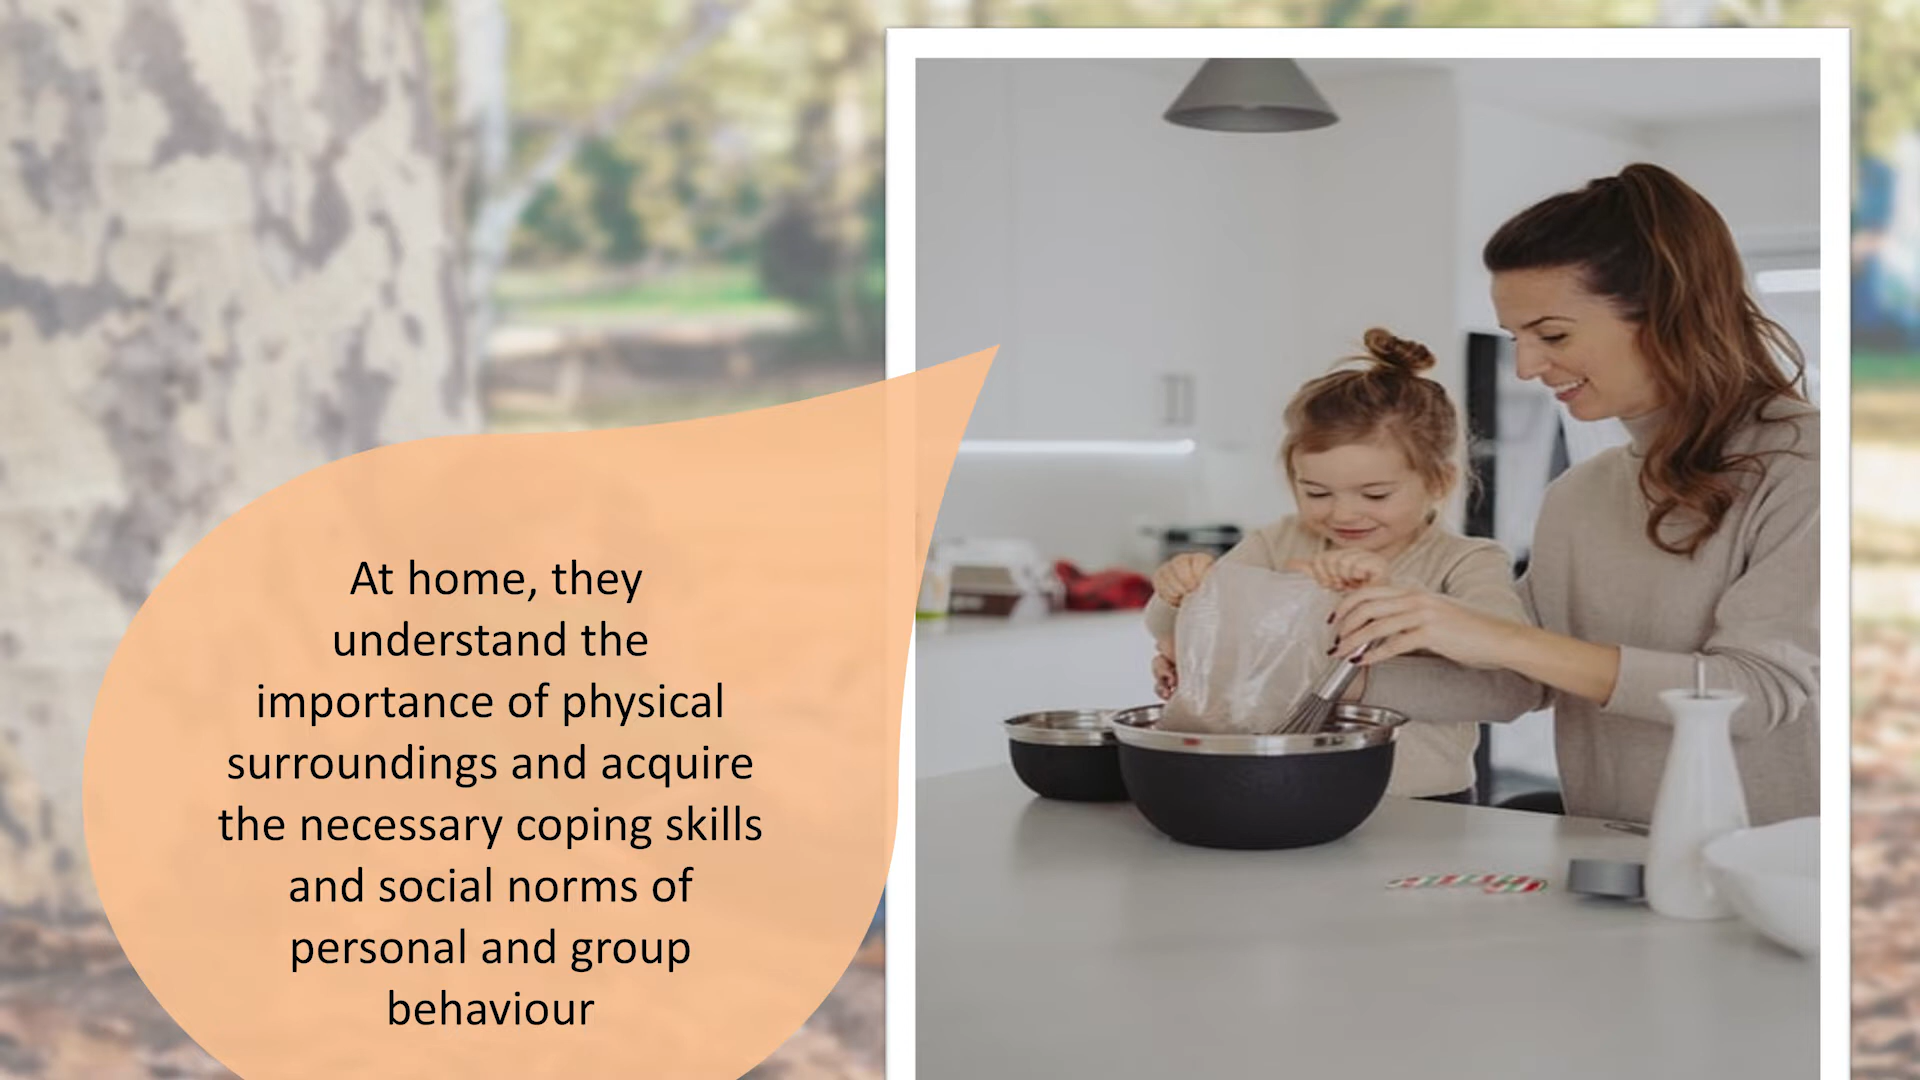 At home, they
understand the
importance of physical
surroundings and acquire
the necessary coping skills
and social norms of
personal and group
behaviour